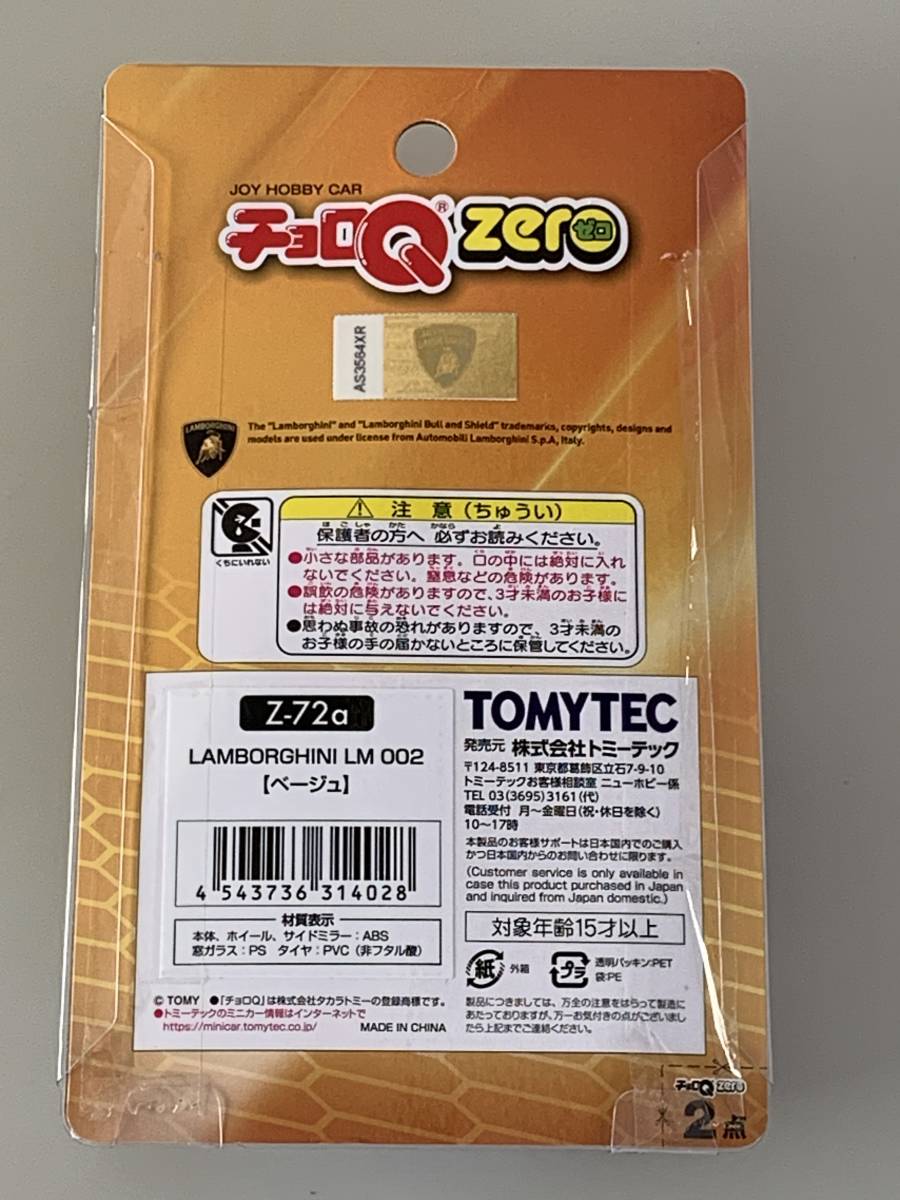 JOY HOBBY CAR
チョロQ® zero ゼロ
AS3564XR
LAMBORGHINI
The "Lamborghini" and "Lamborghini Bull and Shield" trademarks, copyrights, designs and
models are used under license from Automobili Lamborghini S.p.A, Italy.
くちにいれない
⚠ 注 意（ちゅうい）
保護者の方へ 必ずお読みください。
●小さな部品があります。口の中には絶対に入れ
ないでください。窒息などの危険があります。
●誤飲の危険がありますので、3才未満のお子様に
は絶対に与えないでください。
●思わぬ事故の恐れがありますので、3才未満の
お子様の手の届かないところに保管してください。
Z-72a
LAMBORGHINI LM 002
【ベージュ】
4 543736 314028
材質表示
本体、ホイール、サイドミラー：ABS
窓ガラス：PS タイヤ：PVC（非フタル酸）
© TOMY ●「チョロQ」は株式会社タカラトミーの登録商標です。
●トミーテックのミニカー情報はインターネットで
https://minicar.tomytec.co.jp/ MADE IN CHINA
TOMYTEC
発売元 株式会社トミーテック
〒124-8511 東京都葛飾区立石7-9-10
トミーテックお客様相談室 ニューホビー係
TEL 03(3695)3161(代)
電話受付 月～金曜日(祝・休日を除く)
10～17時
本製品のお客様サポートは日本国内でのご購入
かつ日本国内からのお問い合わせに限ります。
(Customer service is only available in
case this product purchased in Japan
and inquired from Japan domestic.)
対象年齢15才以上
紙 外箱 プラ 透明パッキン:PET
袋:PE
製品につきましては、万全の注意をはらって製造に
あたっておりますが、万一お気付きの点がございまし
たら上記までご連絡ください。
チョロQ zero
2点